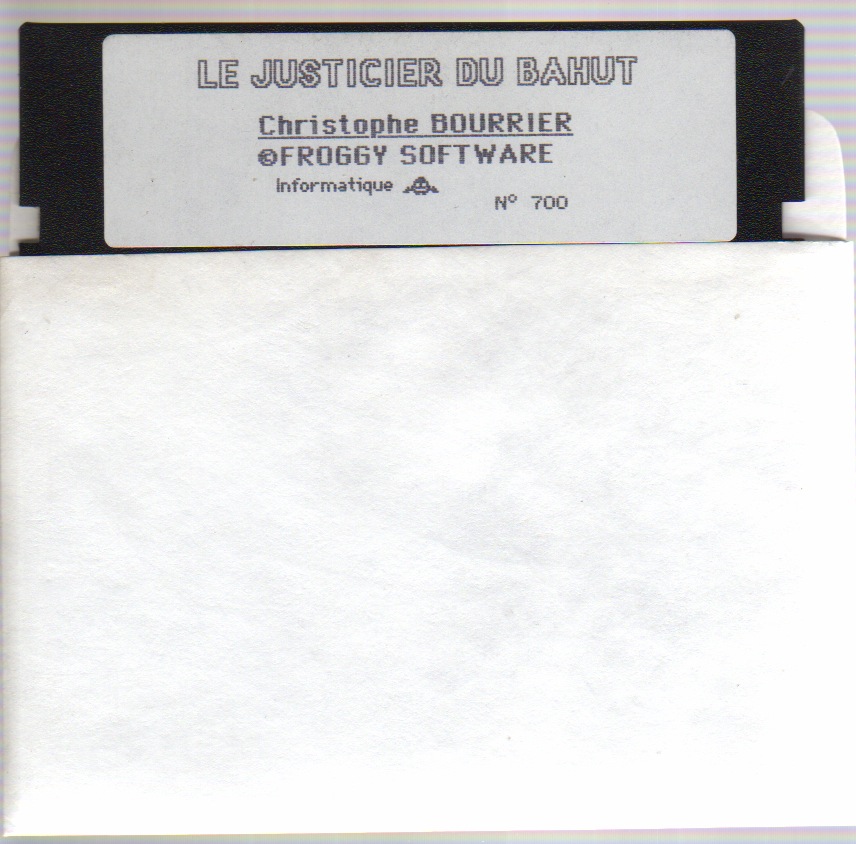 LE JUSTICIER DU BAHUT
Christophe BOURRIER
©FROGGY SOFTWARE
Informatique
N° 700